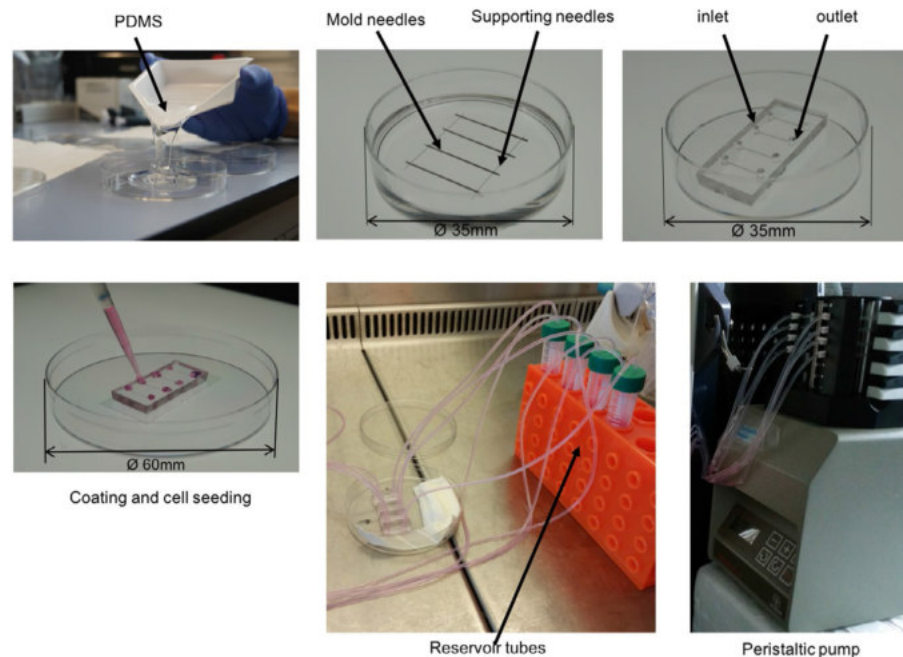 PDMS
Mold needles
Supporting needles
inlet
outlet
Ø 35mm
Ø 35mm
Ø 60mm
Coating and cell seeding
Reservoir tubes
Peristaltic pump